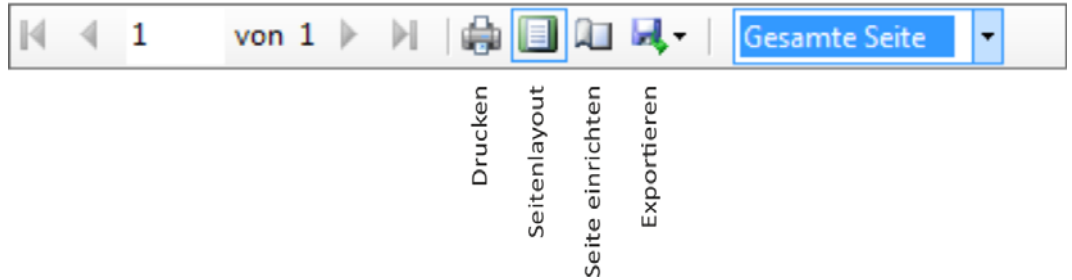 1 von 1 Gesamte Seite
Drucken
Seitenlayout
Seite einrichten
Exportieren